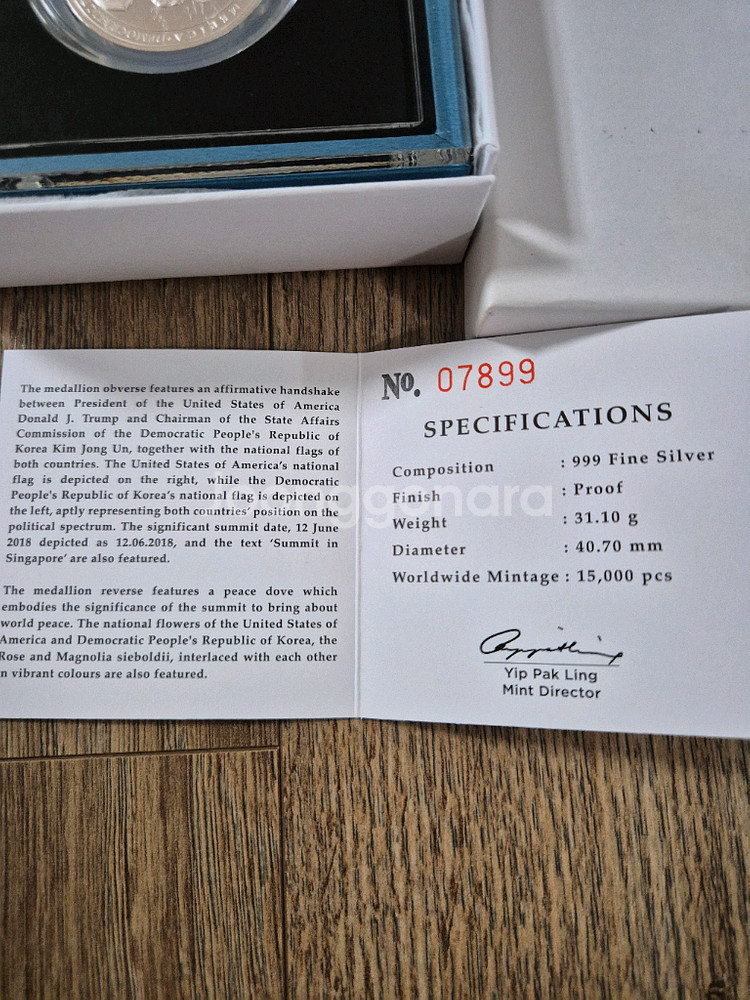 The medallion obverse features an affirmative handshake
between President of the United States of America
Donald J. Trump and Chairman of the State Affairs
Commission of the Democratic People's Republic of
Korea Kim Jong Un, together with the national flags of
both countries. The United States of America's national
flag is depicted on the right, while the Democratic
People's Republic of Korea's national flag is depicted on
the left, aptly representing both countries' position on the
political spectrum. The significant summit date, 12 June
2018 depicted as 12.06.2018, and the text 'Summit in
Singapore' are also featured.
The medallion reverse features a peace dove which
embodies the significance of the summit to bring about
world peace. The national flowers of the United States of
America and Democratic People's Republic of Korea, the
Rose and Magnolia sieboldii, interlaced with each other
n vibrant colours are also featured.
No. 07899
SPECIFICATIONS
Composition : 999 Fine Silver
Finish : Proof
Weight : 31.10 g
Diameter : 40.70 mm
Worldwide Mintage : 15,000 pcs
Yip Pak Ling
Mint Director